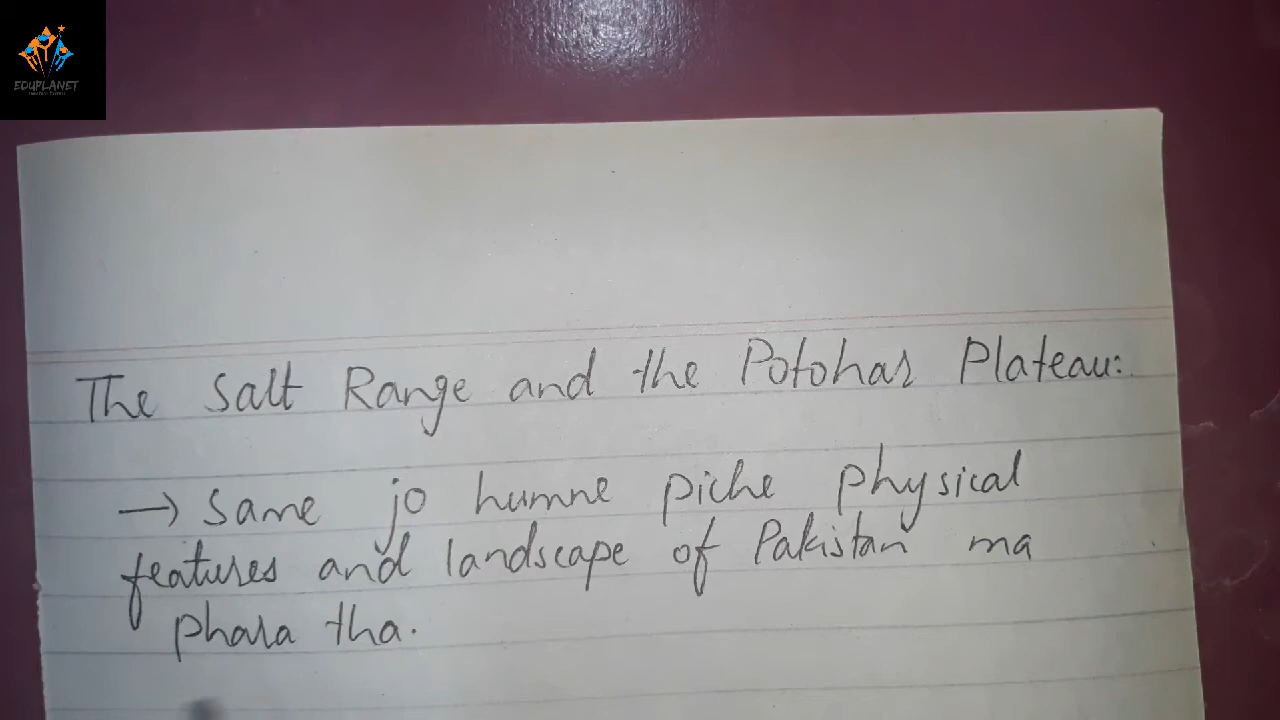 EDUPLANET
The Salt Range and the Potohar Plateau:
→ Same jo humne piche physical
features and landscape of Pakistan ma
phara tha.